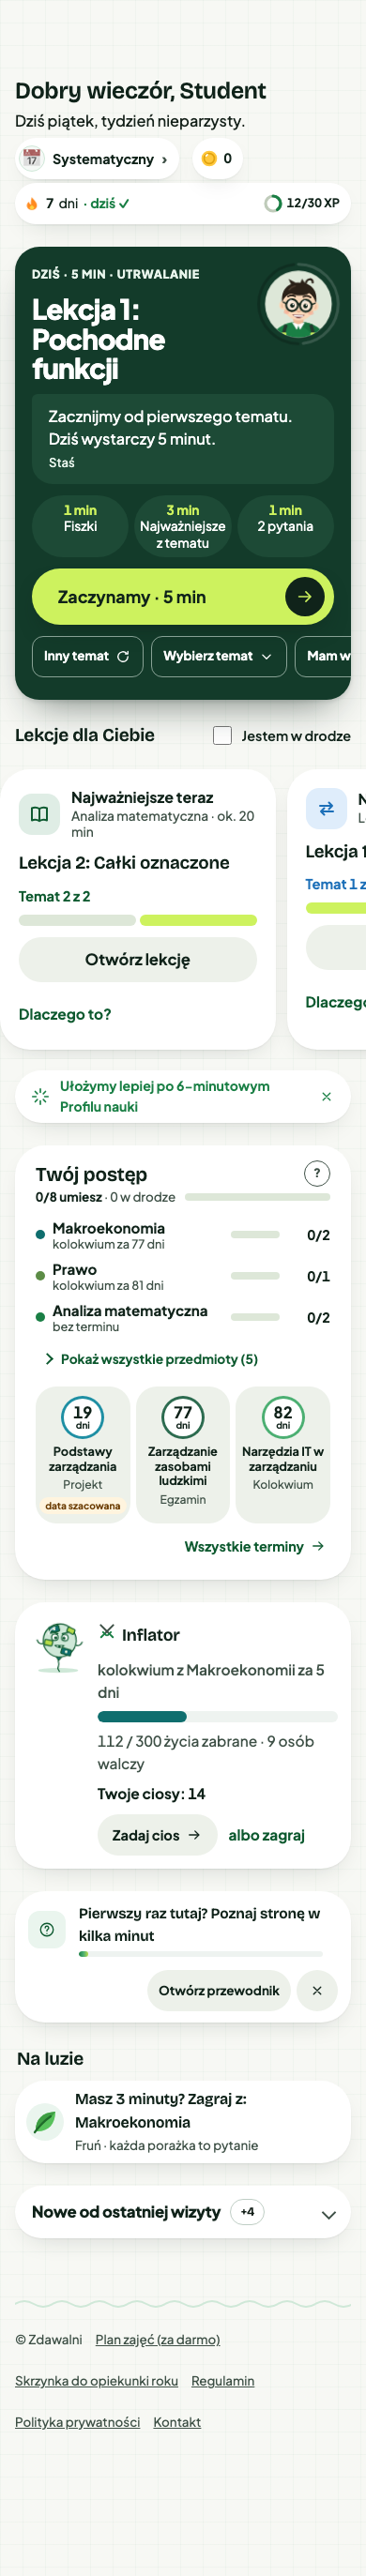 Dobry wieczór, Student
Dziś piątek, tydzień nieparzysty.
17
Systematyczny ›
0
7 dni · dziś ✓
12/30 XP
DZIŚ · 5 MIN · UTRWALANIE
Lekcja 1:
Pochodne
funkcji
Zacznijmy od pierwszego tematu.
Dziś wystarczy 5 minut.
Staś
1 min
Fiszki
3 min
Najważniejsze
z tematu
1 min
2 pytania
Zaczynamy · 5 min →
Inny temat
Wybierz temat
Mam w
Lekcje dla Ciebie
Jestem w drodze
Najważniejsze teraz
Analiza matematyczna · ok. 20
min
Lekcja 2: Całki oznaczone
Temat 2 z 2
Otwórz lekcję
Dlaczego to?
N
Le
Lekcja 1
Temat 1 z
Dlaczego
Ułożymy lepiej po 6-minutowym
Profilu nauki
×
Twój postęp
?
0/8 umiesz · 0 w drodze
Makroekonomia
kolokwium za 77 dni
0/2
Prawo
kolokwium za 81 dni
0/1
Analiza matematyczna
bez terminu
0/2
Pokaż wszystkie przedmioty (5)
19
dni
Podstawy
zarządzania
Projekt
data szacowana
77
dni
Zarządzanie
zasobami
ludzkimi
Egzamin
82
dni
Narzędzia IT w
zarządzaniu
Kolokwium
Wszystkie terminy →
Inflator
kolokwium z Makroekonomii za 5
dni
112 / 300 życia zabrane · 9 osób
walczy
Twoje ciosy: 14
Zadaj cios →
albo zagraj
Pierwszy raz tutaj? Poznaj stronę w
kilka minut
Otwórz przewodnik
×
Na luzie
Masz 3 minuty? Zagraj z:
Makroekonomia
Fruń · każda porażka to pytanie
Nowe od ostatniej wizyty
+4
© Zdawalni
Plan zajęć (za darmo)
Skrzynka do opiekunki roku
Regulamin
Polityka prywatności
Kontakt